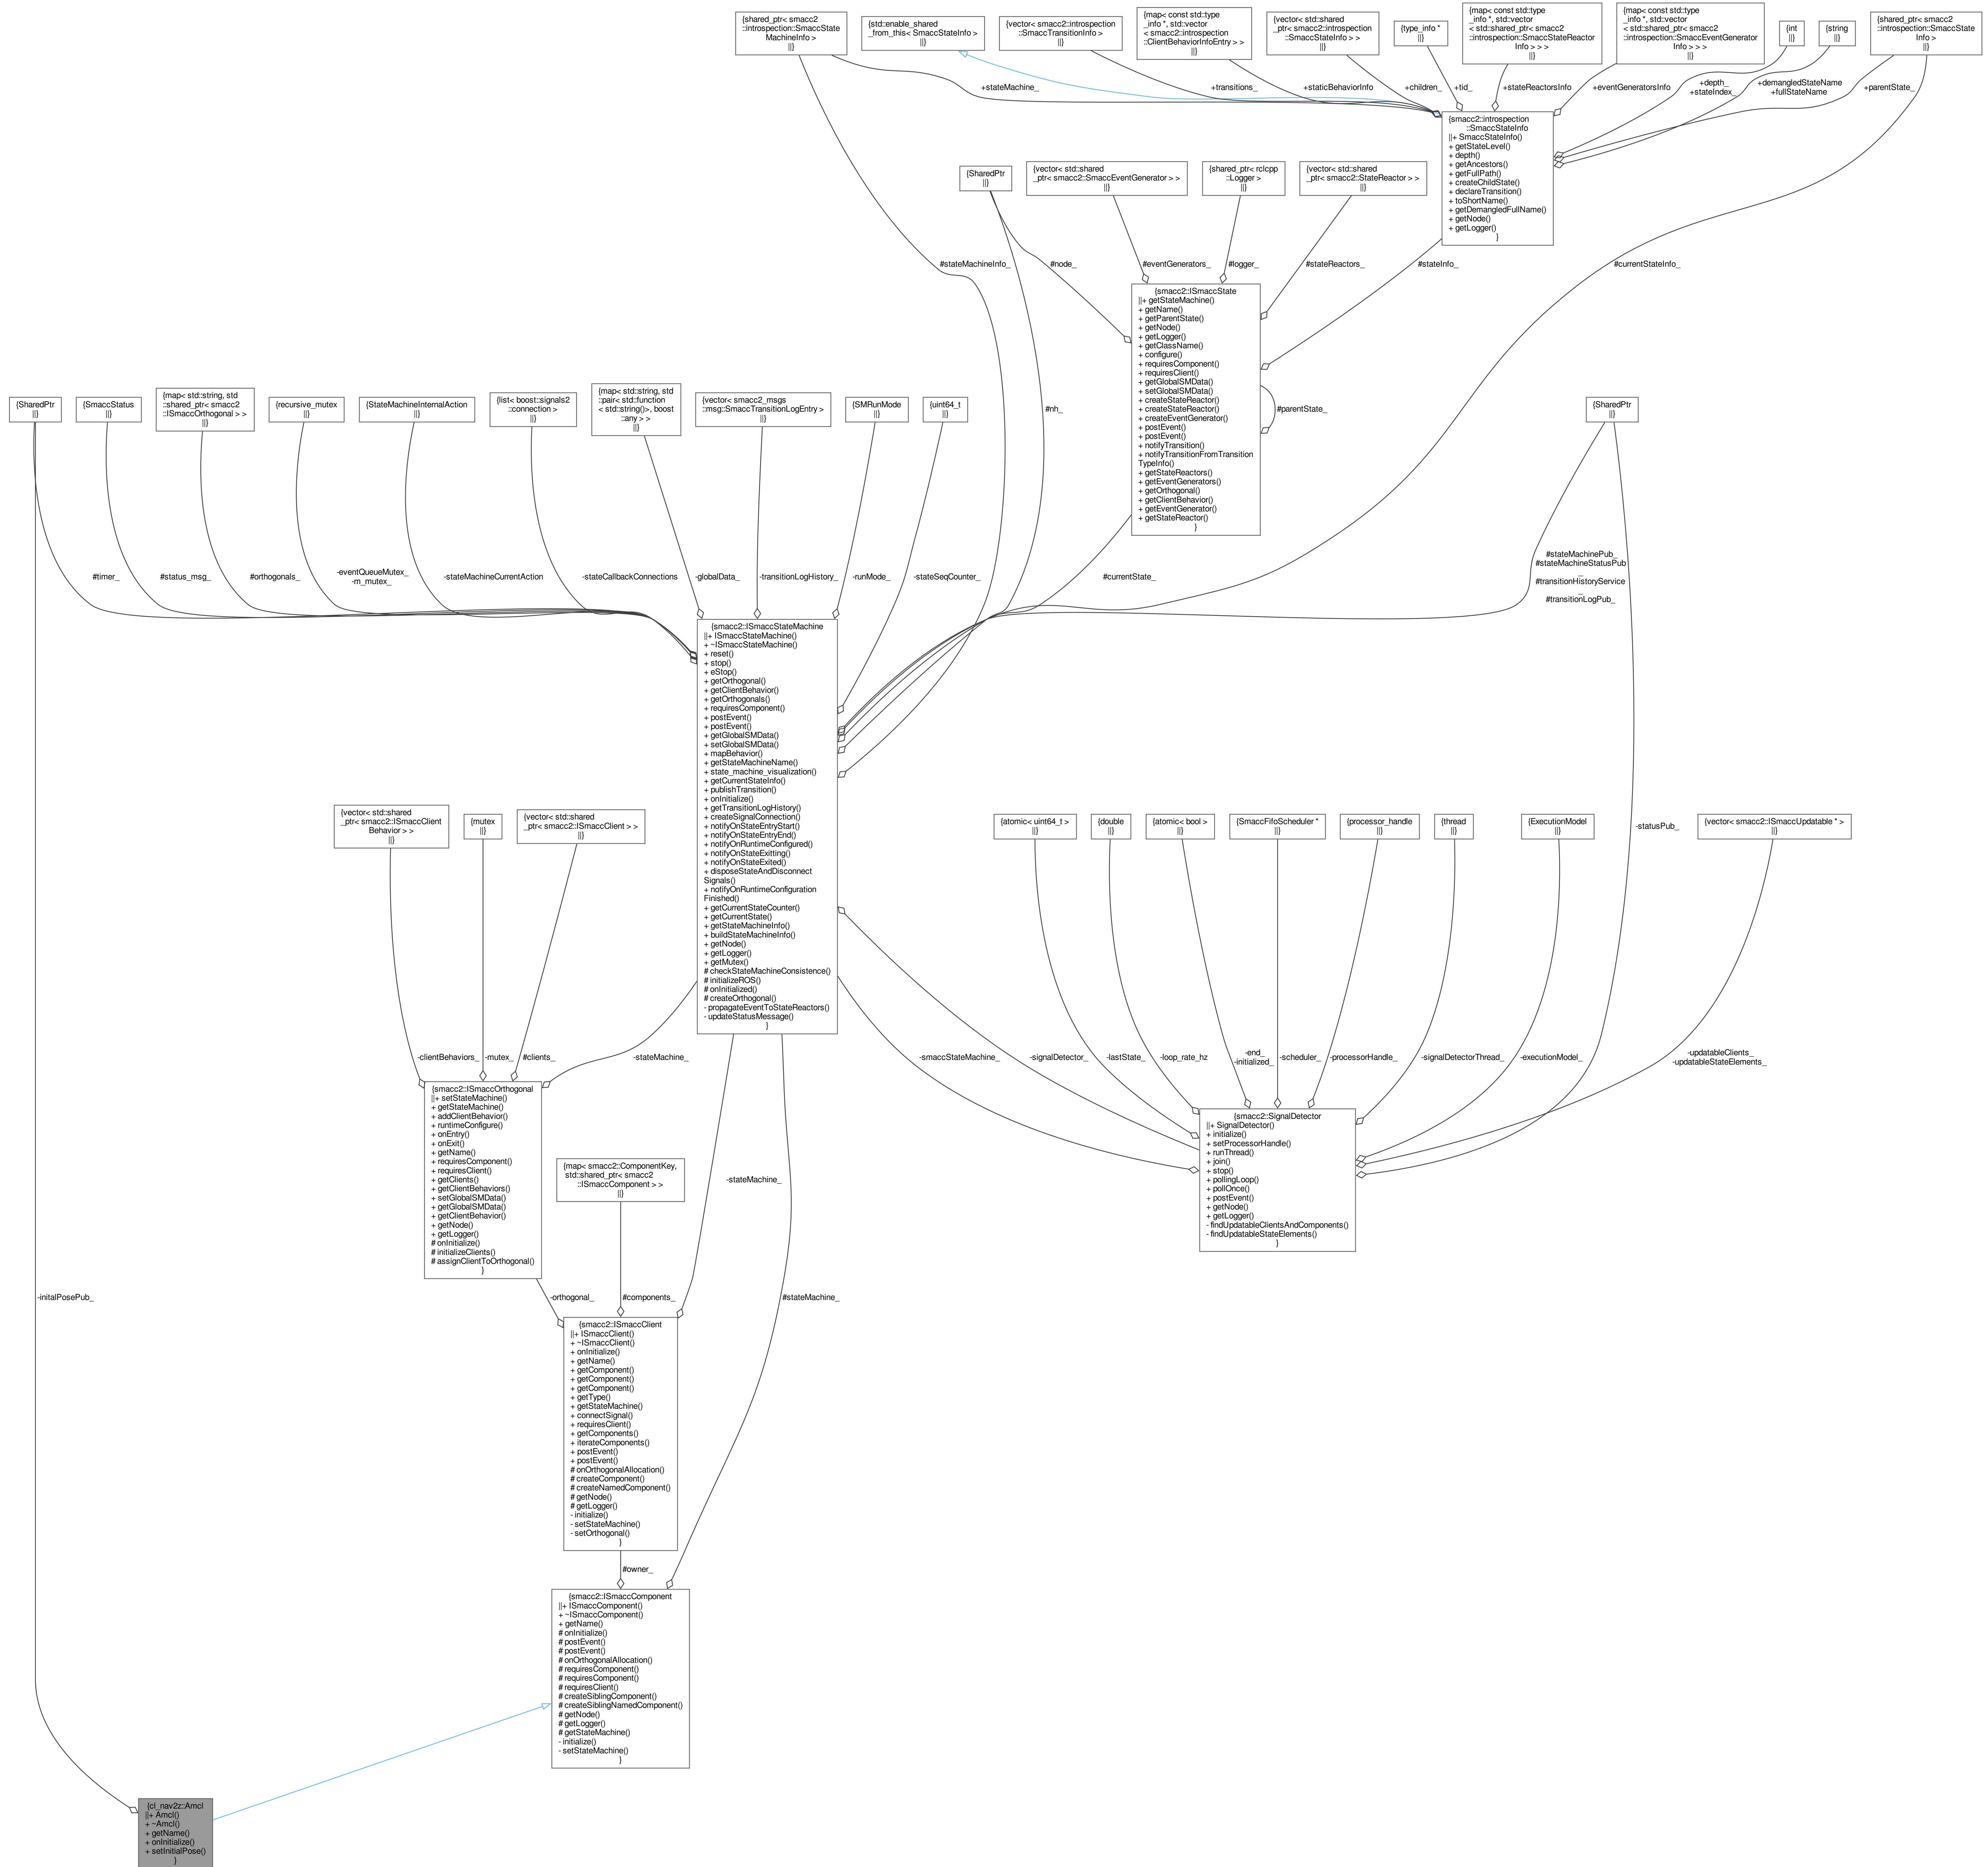 {shared_ptr< smacc2
::introspection::SmaccState
MachineInfo >
||}
{std::enable_shared
_from_this< SmaccStateInfo >
||}
{vector< smacc2::introspection
::SmaccTransitionInfo >
||}
{map< const std::type
_info *, std::vector
< smacc2::introspection
::ClientBehaviorInfoEntry > >
||}
{vector< std::shared
_ptr< smacc2::introspection
::SmaccStateInfo > >
||}
{type_info *
||}
{map< const std::type
_info *, std::vector
< std::shared_ptr< smacc2
::introspection::SmaccStateReactor
Info > > >
||}
{map< const std::type
_info *, std::vector
< std::shared_ptr< smacc2
::introspection::SmaccEventGenerator
Info > > >
||}
{int
||}
{string
||}
{shared_ptr< smacc2
::introspection::SmaccState
Info >
||}
+stateMachine_
+transitions_
+staticBehaviorInfo
+children_
+tid_
+stateReactorsInfo
+eventGeneratorsInfo
+depth_
+stateIndex_
+demangledStateName
+fullStateName
+parentState_
{smacc2::introspection
::SmaccStateInfo
||+ SmaccStateInfo()
+ getStateLevel()
+ depth()
+ getAncestors()
+ getFullPath()
+ createChildState()
+ declareTransition()
+ toShortName()
+ getDemangledFullName()
+ getNode()
+ getLogger()
}
{SharedPtr
||}
{vector< std::shared
_ptr< smacc2::SmaccEventGenerator > >
||}
{shared_ptr< rclcpp
::Logger >
||}
{vector< std::shared
_ptr< smacc2::StateReactor > >
||}
#stateMachineInfo_
#node_
#eventGenerators_
#logger_
#stateReactors_
#stateInfo_
#currentStateInfo_
{smacc2::ISmaccState
||+ getStateMachine()
+ getName()
+ getParentState()
+ getNode()
+ getLogger()
+ getClassName()
+ configure()
+ requiresComponent()
+ requiresClient()
+ getGlobalSMData()
+ setGlobalSMData()
+ createStateReactor()
+ createStateReactor()
+ createEventGenerator()
+ postEvent()
+ postEvent()
+ notifyTransition()
+ notifyTransitionFromTransition
TypeInfo()
+ getStateReactors()
+ getEventGenerators()
+ getOrthogonal()
+ getClientBehavior()
+ getEventGenerator()
+ getStateReactor()
}
#parentState_
#nh_
{SharedPtr
||}
{SmaccStatus
||}
{map< std::string, std
::shared_ptr< smacc2
::ISmaccOrthogonal > >
||}
{recursive_mutex
||}
{StateMachineInternalAction
||}
{list< boost::signals2
::connection >
||}
{map< std::string, std
::pair< std::function
< std::string()>, boost
::any > >
||}
{vector< smacc2_msgs
::msg::SmaccTransitionLogEntry >
||}
{SMRunMode
||}
{uint64_t
||}
{SharedPtr
||}
#timer_
#status_msg_
#orthogonals_
-eventQueueMutex_
-m_mutex_
-stateMachineCurrentAction
-stateCallbackConnections
-globalData_
-transitionLogHistory_
-runMode_
-stateSeqCounter_
#currentState_
#stateMachinePub_
#stateMachineStatusPub
_
#transitionHistoryService
_
#transitionLogPub_
{smacc2::ISmaccStateMachine
||+ ISmaccStateMachine()
+ ~ISmaccStateMachine()
+ reset()
+ stop()
+ eStop()
+ getOrthogonal()
+ getClientBehavior()
+ getOrthogonals()
+ requiresComponent()
+ postEvent()
+ postEvent()
+ getGlobalSMData()
+ setGlobalSMData()
+ mapBehavior()
+ getStateMachineName()
+ state_machine_visualization()
+ getCurrentStateInfo()
+ publishTransition()
+ onInitialize()
+ getTransitionLogHistory()
+ createSignalConnection()
+ notifyOnStateEntryStart()
+ notifyOnStateEntryEnd()
+ notifyOnRuntimeConfigured()
+ notifyOnStateExitting()
+ notifyOnStateExited()
+ disposeStateAndDisconnect
Signals()
+ notifyOnRuntimeConfiguration
Finished()
+ getCurrentStateCounter()
+ getCurrentState()
+ getStateMachineInfo()
+ buildStateMachineInfo()
+ getNode()
+ getLogger()
+ getMutex()
# checkStateMachineConsistence()
# initializeROS()
# onInitialized()
# createOrthogonal()
- propagateEventToStateReactors()
- updateStatusMessage()
}
{vector< std::shared
_ptr< smacc2::ISmaccClient
Behavior > >
||}
{mutex
||}
{vector< std::shared
_ptr< smacc2::ISmaccClient > >
||}
{atomic< uint64_t >
||}
{double
||}
{atomic< bool >
||}
{SmaccFifoScheduler *
||}
{processor_handle
||}
{thread
||}
{ExecutionModel
||}
{vector< smacc2::ISmaccUpdatable * >
||}
-statusPub_
-clientBehaviors_
-mutex_
#clients_
-stateMachine_
-smaccStateMachine_
-signalDetector_
-lastState_
-loop_rate_hz
-end_
-initialized_
-scheduler_
-processorHandle_
-signalDetectorThread_
-executionModel_
-updatableClients_
-updatableStateElements_
{smacc2::ISmaccOrthogonal
||+ setStateMachine()
+ getStateMachine()
+ addClientBehavior()
+ runtimeConfigure()
+ onEntry()
+ onExit()
+ getName()
+ requiresComponent()
+ requiresClient()
+ getClients()
+ getClientBehaviors()
+ setGlobalSMData()
+ getGlobalSMData()
+ getClientBehavior()
+ getNode()
+ getLogger()
# onInitialize()
# initializeClients()
# assignClientToOrthogonal()
}
{smacc2::SignalDetector
||+ SignalDetector()
+ initialize()
+ setProcessorHandle()
+ runThread()
+ join()
+ stop()
+ pollingLoop()
+ pollOnce()
+ postEvent()
+ getNode()
+ getLogger()
- findUpdatableClientsAndComponents()
- findUpdatableStateElements()
}
{map< smacc2::ComponentKey,
std::shared_ptr< smacc2
::ISmaccComponent > >
||}
-stateMachine_
-initalPosePub_
-orthogonal_
#components_
#stateMachine_
{smacc2::ISmaccClient
||+ ISmaccClient()
+ ~ISmaccClient()
+ onInitialize()
+ getName()
+ getComponent()
+ getComponent()
+ getComponent()
+ getType()
+ getStateMachine()
+ connectSignal()
+ requiresClient()
+ getComponents()
+ iterateComponents()
+ postEvent()
+ postEvent()
# onOrthogonalAllocation()
# createComponent()
# createNamedComponent()
# getNode()
# getLogger()
- initialize()
- setStateMachine()
- setOrthogonal()
}
#owner_
{smacc2::ISmaccComponent
||+ ISmaccComponent()
+ ~ISmaccComponent()
+ getName()
# onInitialize()
# postEvent()
# postEvent()
# onOrthogonalAllocation()
# requiresComponent()
# requiresComponent()
# requiresClient()
# createSiblingComponent()
# createSiblingNamedComponent()
# getNode()
# getLogger()
# getStateMachine()
- initialize()
- setStateMachine()
}
{cl_nav2z::Amcl
||+ Amcl()
+ ~Amcl()
+ getName()
+ onInitialize()
+ setInitialPose()
}